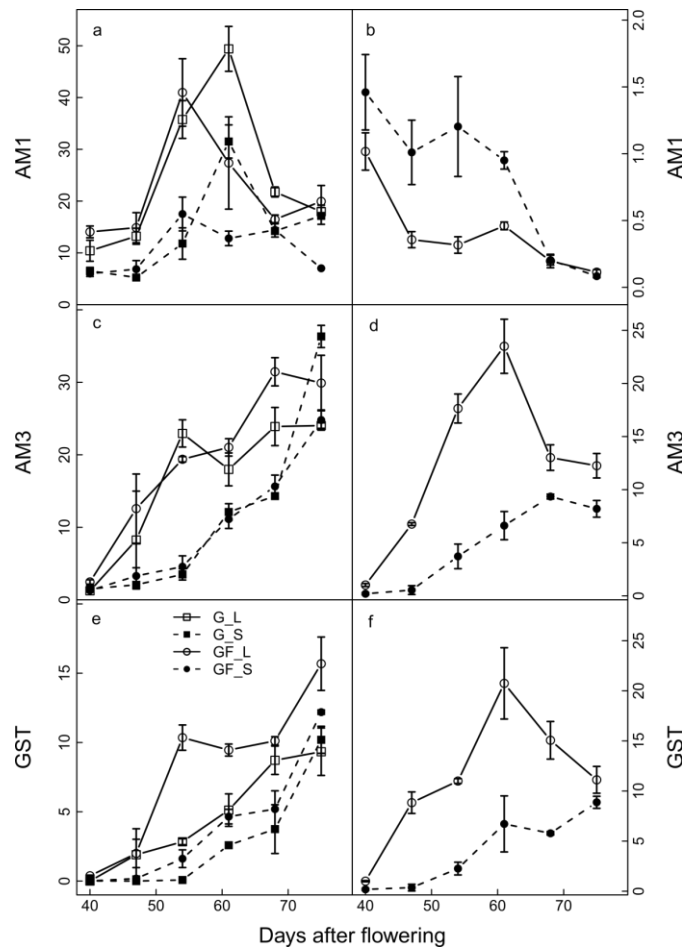 a
b
AM1
0 10 20 30 40 50
0.0 0.5 1.0 1.5 2.0
AM1
c
d
AM3
0 10 20 30
0 5 10 15 20 25
AM3
e
f
G_L
G_S
GF_L
GF_S
GST
0 5 10 15
0 5 10 15 20 25
GST
40 50 60 70
40 50 60 70
Days after flowering